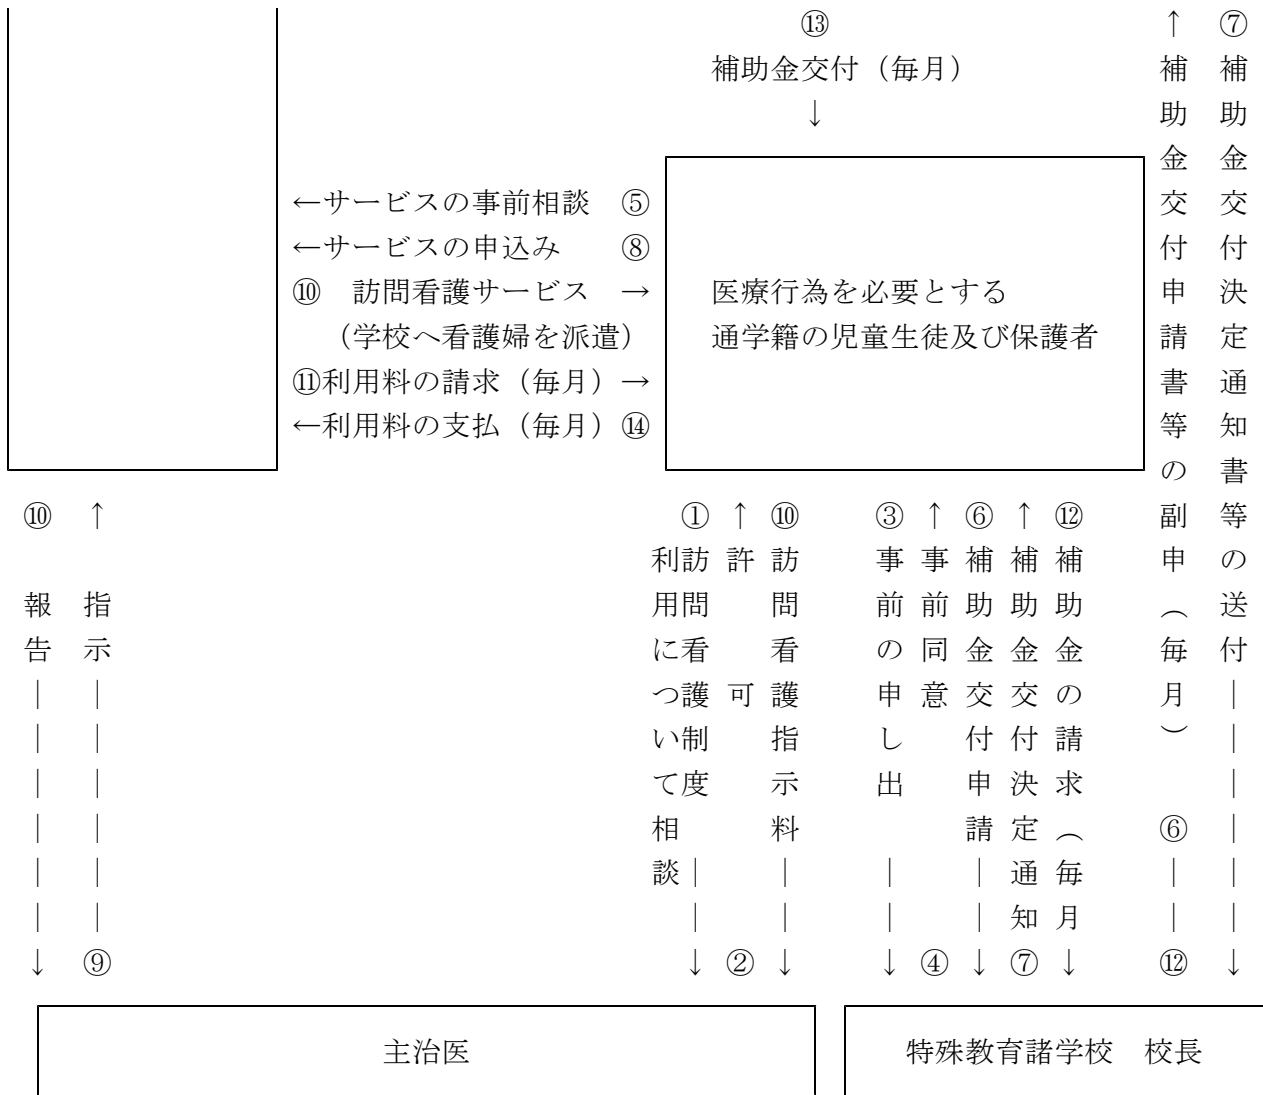 ⑬
補助金交付（毎月）
↓
←サービスの事前相談　⑤
←サービスの申込み　　⑧
⑩　訪問看護サービス　→
（学校へ看護婦を派遣）
⑪利用料の請求（毎月）→
←利用料の支払（毎月）⑭
医療行為を必要とする
通学籍の児童生徒及び保護者
⑦補助金交付決定通知書等の送付｜｜｜｜｜｜↓
↑補助金交付申請書等の副申（毎月）　⑥｜｜⑫
⑫補助金の請求（毎月↓
↑補助金交付決定通知⑦
⑥補助金交付申請｜｜↓
↑事前同意　④
③事前の申し出　｜｜↓
⑩訪問看護指示料｜｜↓
↑許　可　②
①訪問看護制度　｜｜↓
利用について相談
↑　指示｜｜｜｜｜｜⑨
⑩　報告｜｜｜｜｜｜↓
主治医
特殊教育諸学校　校長